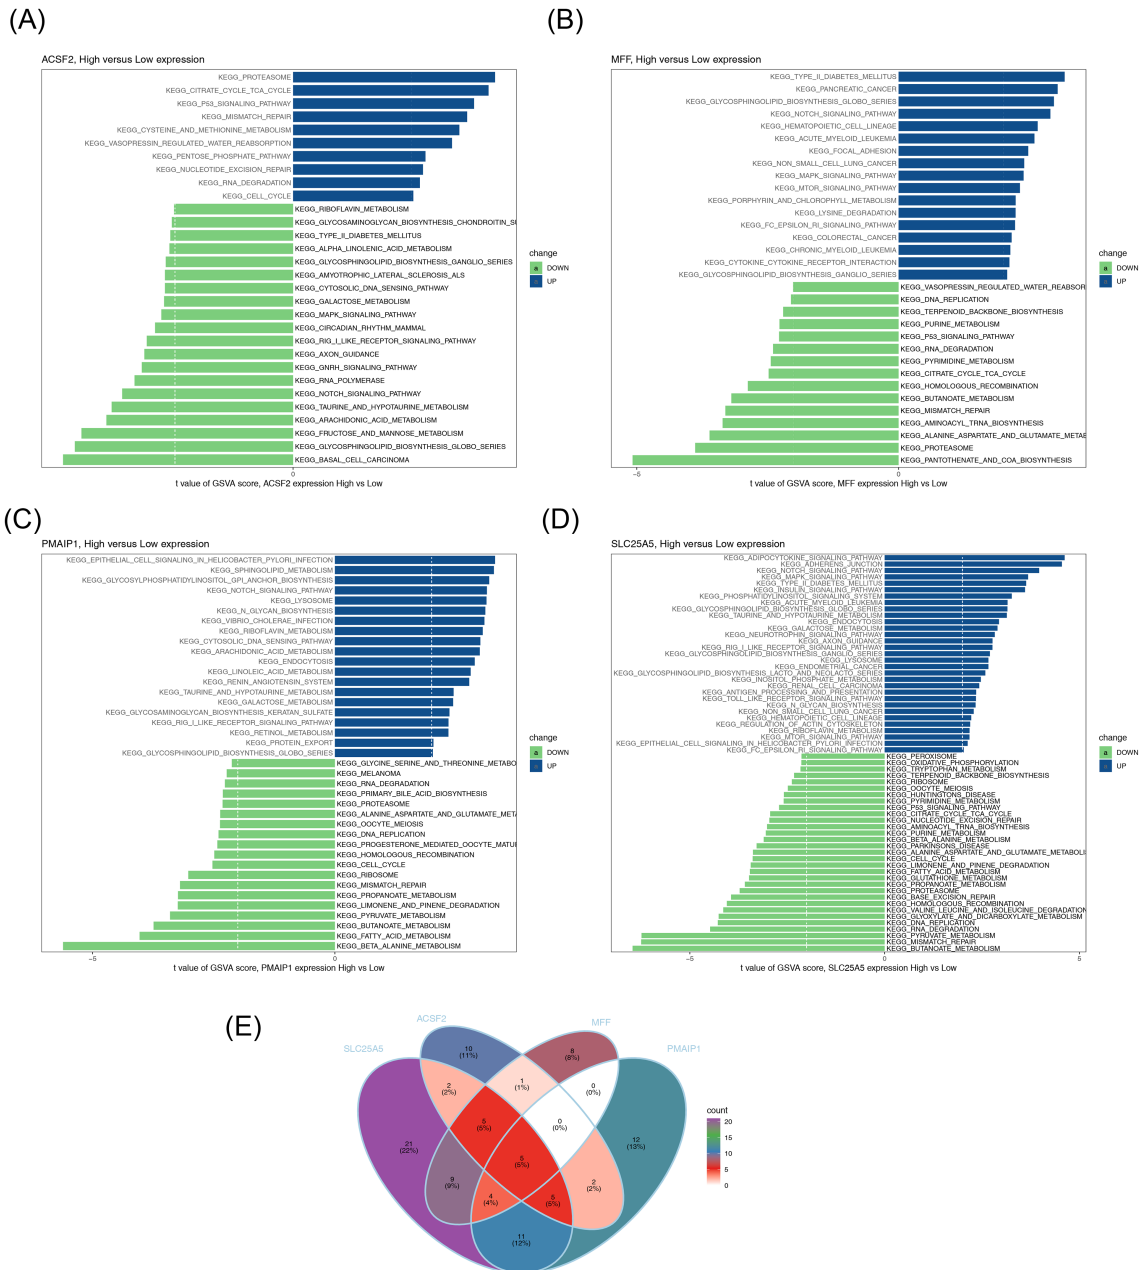 (A)
ACSF2, High versus Low expression
KEGG_PROTEASOME
KEGG_CITRATE_CYCLE_TCA_CYCLE
KEGG_P53_SIGNALING_PATHWAY
KEGG_MISMATCH_REPAIR
KEGG_CYSTEINE_AND_METHIONINE_METABOLISM
KEGG_VASOPRESSIN_REGULATED_WATER_REABSORPTION
KEGG_PENTOSE_PHOSPHATE_PATHWAY
KEGG_NUCLEOTIDE_EXCISION_REPAIR
KEGG_RNA_DEGRADATION
KEGG_CELL_CYCLE
KEGG_RIBOFLAVIN_METABOLISM
KEGG_GLYCOSAMINOGLYCAN_BIOSYNTHESIS_CHONDROITIN_SU
KEGG_TYPE_II_DIABETES_MELLITUS
KEGG_ALPHA_LINOLENIC_ACID_METABOLISM
KEGG_GLYCOSPHINGOLIPID_BIOSYNTHESIS_GANGLIO_SERIES
KEGG_AMYOTROPHIC_LATERAL_SCLEROSIS_ALS
KEGG_CYTOSOLIC_DNA_SENSING_PATHWAY
KEGG_GALACTOSE_METABOLISM
KEGG_MAPK_SIGNALING_PATHWAY
KEGG_CIRCADIAN_RHYTHM_MAMMAL
KEGG_RIG_I_LIKE_RECEPTOR_SIGNALING_PATHWAY
KEGG_AXON_GUIDANCE
KEGG_GNRH_SIGNALING_PATHWAY
KEGG_RNA_POLYMERASE
KEGG_NOTCH_SIGNALING_PATHWAY
KEGG_TAURINE_AND_HYPOTAURINE_METABOLISM
KEGG_ARACHIDONIC_ACID_METABOLISM
KEGG_FRUCTOSE_AND_MANNOSE_METABOLISM
KEGG_GLYCOSPHINGOLIPID_BIOSYNTHESIS_GLOBO_SERIES
KEGG_BASAL_CELL_CARCINOMA
0
t value of GSVA score, ACSF2 expression High vs Low
change
a DOWN
UP
(B)
MFF, High versus Low expression
KEGG_TYPE_II_DIABETES_MELLITUS
KEGG_PANCREATIC_CANCER
KEGG_GLYCOSPHINGOLIPID_BIOSYNTHESIS_GLOBO_SERIES
KEGG_NOTCH_SIGNALING_PATHWAY
KEGG_HEMATOPOIETIC_CELL_LINEAGE
KEGG_ACUTE_MYELOID_LEUKEMIA
KEGG_FOCAL_ADHESION
KEGG_NON_SMALL_CELL_LUNG_CANCER
KEGG_MAPK_SIGNALING_PATHWAY
KEGG_MTOR_SIGNALING_PATHWAY
KEGG_PORPHYRIN_AND_CHLOROPHYLL_METABOLISM
KEGG_LYSINE_DEGRADATION
KEGG_FC_EPSILON_RI_SIGNALING_PATHWAY
KEGG_COLORECTAL_CANCER
KEGG_CHRONIC_MYELOID_LEUKEMIA
KEGG_CYTOKINE_CYTOKINE_RECEPTOR_INTERACTION
KEGG_GLYCOSPHINGOLIPID_BIOSYNTHESIS_GANGLIO_SERIES
KEGG_VASOPRESSIN_REGULATED_WATER_REABSOR
KEGG_DNA_REPLICATION
KEGG_TERPENOID_BACKBONE_BIOSYNTHESIS
KEGG_PURINE_METABOLISM
KEGG_P53_SIGNALING_PATHWAY
KEGG_RNA_DEGRADATION
KEGG_PYRIMIDINE_METABOLISM
KEGG_CITRATE_CYCLE_TCA_CYCLE
KEGG_HOMOLOGOUS_RECOMBINATION
KEGG_BUTANOATE_METABOLISM
KEGG_MISMATCH_REPAIR
KEGG_AMINOACYL_TRNA_BIOSYNTHESIS
KEGG_ALANINE_ASPARTATE_AND_GLUTAMATE_METAE
KEGG_PROTEASOME
KEGG_PANTOTHENATE_AND_COA_BIOSYNTHESIS
-5 0
t value of GSVA score, MFF expression High vs Low
change
a DOWN
UP
(C)
PMAIP1, High versus Low expression
KEGG_EPITHELIAL_CELL_SIGNALING_IN_HELICOBACTER_PYLORI_INFECTION
KEGG_SPHINGOLIPID_METABOLISM
KEGG_GLYCOSYLPHOSPHATIDYLINOSITOL_GPI_ANCHOR_BIOSYNTHESIS
KEGG_NOTCH_SIGNALING_PATHWAY
KEGG_LYSOSOME
KEGG_N_GLYCAN_BIOSYNTHESIS
KEGG_VIBRIO_CHOLERAE_INFECTION
KEGG_RIBOFLAVIN_METABOLISM
KEGG_CYTOSOLIC_DNA_SENSING_PATHWAY
KEGG_ARACHIDONIC_ACID_METABOLISM
KEGG_ENDOCYTOSIS
KEGG_LINOLEIC_ACID_METABOLISM
KEGG_RENIN_ANGIOTENSIN_SYSTEM
KEGG_TAURINE_AND_HYPOTAURINE_METABOLISM
KEGG_GALACTOSE_METABOLISM
KEGG_GLYCOSAMINOGLYCAN_BIOSYNTHESIS_KERATAN_SULFATE
KEGG_RIG_I_LIKE_RECEPTOR_SIGNALING_PATHWAY
KEGG_RETINOL_METABOLISM
KEGG_PROTEIN_EXPORT
KEGG_GLYCOSPHINGOLIPID_BIOSYNTHESIS_GLOBO_SERIES
KEGG_GLYCINE_SERINE_AND_THREONINE_METABO
KEGG_MELANOMA
KEGG_RNA_DEGRADATION
KEGG_PRIMARY_BILE_ACID_BIOSYNTHESIS
KEGG_PROTEASOME
KEGG_ALANINE_ASPARTATE_AND_GLUTAMATE_META
KEGG_OOCYTE_MEIOSIS
KEGG_DNA_REPLICATION
KEGG_PROGESTERONE_MEDIATED_OOCYTE_MATUI
KEGG_HOMOLOGOUS_RECOMBINATION
KEGG_CELL_CYCLE
KEGG_RIBOSOME
KEGG_MISMATCH_REPAIR
KEGG_PROPANOATE_METABOLISM
KEGG_LIMONENE_AND_PINENE_DEGRADATION
KEGG_PYRUVATE_METABOLISM
KEGG_BUTANOATE_METABOLISM
KEGG_FATTY_ACID_METABOLISM
KEGG_BETA_ALANINE_METABOLISM
-5 0
t value of GSVA score, PMAIP1 expression High vs Low
change
a DOWN
UP
(D)
SLC25A5, High versus Low expression
KEGG_ADIPOCYTOKINE_SIGNALING_PATHWAY
KEGG_ADHERENS_JUNCTION
KEGG_NOTCH_SIGNALING_PATHWAY
KEGG_MAPK_SIGNALING_PATHWAY
KEGG_TYPE_II_DIABETES_MELLITUS
KEGG_INSULIN_SIGNALING_PATHWAY
KEGG_PHOSPHATIDYLINOSITOL_SIGNALING_SYSTEM
KEGG_ACUTE_MYELOID_LEUKEMIA
KEGG_GLYCOSPHINGOLIPID_BIOSYNTHESIS_GLOBO_SERIES
KEGG_TAURINE_AND_HYPOTAURINE_METABOLISM
KEGG_ENDOCYTOSIS
KEGG_GALACTOSE_METABOLISM
KEGG_NEUROTROPHIN_SIGNALING_PATHWAY
KEGG_AXON_GUIDANCE
KEGG_RIG_I_LIKE_RECEPTOR_SIGNALING_PATHWAY
KEGG_GLYCOSPHINGOLIPID_BIOSYNTHESIS_GANGLIO_SERIES
KEGG_LYSOSOME
KEGG_ENDOMETRIAL_CANCER
KEGG_GLYCOSPHINGOLIPID_BIOSYNTHESIS_LACTO_AND_NEOLACTO_SERIES
KEGG_INOSITOL_PHOSPHATE_METABOLISM
KEGG_RENAL_CELL_CARCINOMA
KEGG_ANTIGEN_PROCESSING_AND_PRESENTATION
KEGG_TOLL_LIKE_RECEPTOR_SIGNALING_PATHWAY
KEGG_N_GLYCAN_BIOSYNTHESIS
KEGG_NON_SMALL_CELL_LUNG_CANCER
KEGG_HEMATOPOIETIC_CELL_LINEAGE
KEGG_REGULATION_OF_ACTIN_CYTOSKELETON
KEGG_RIBOFLAVIN_METABOLISM
KEGG_MTOR_SIGNALING_PATHWAY
KEGG_EPITHELIAL_CELL_SIGNALING_IN_HELICOBACTER_PYLORI_INFECTION
KEGG_FC_EPSILON_RI_SIGNALING_PATHWAY
KEGG_PEROXISOME
KEGG_OXIDATIVE_PHOSPHORYLATION
KEGG_TRYPTOPHAN_METABOLISM
KEGG_TERPENOID_BACKBONE_BIOSYNTHESIS
KEGG_RIBOSOME
KEGG_OOCYTE_MEIOSIS
KEGG_HUNTINGTONS_DISEASE
KEGG_PYRIMIDINE_METABOLISM
KEGG_P53_SIGNALING_PATHWAY
KEGG_CITRATE_CYCLE_TCA_CYCLE
KEGG_NUCLEOTIDE_EXCISION_REPAIR
KEGG_AMINOACYL_TRNA_BIOSYNTHESIS
KEGG_PURINE_METABOLISM
KEGG_BETA_ALANINE_METABOLISM
KEGG_PARKINSONS_DISEASE
KEGG_ALANINE_ASPARTATE_AND_GLUTAMATE_METABOLI
KEGG_CELL_CYCLE
KEGG_LIMONENE_AND_PINENE_DEGRADATION
KEGG_FATTY_ACID_METABOLISM
KEGG_GLUTATHIONE_METABOLISM
KEGG_PROPANOATE_METABOLISM
KEGG_PROTEASOME
KEGG_BASE_EXCISION_REPAIR
KEGG_HOMOLOGOUS_RECOMBINATION
KEGG_VALINE_LEUCINE_AND_ISOLEUCINE_DEGRADATION
KEGG_GLYOXYLATE_AND_DICARBOXYLATE_METABOLISM
KEGG_DNA_REPLICATION
KEGG_RNA_DEGRADATION
KEGG_PYRUVATE_METABOLISM
KEGG_MISMATCH_REPAIR
KEGG_BUTANOATE_METABOLISM
-5 0 5
t value of GSVA score, SLC25A5 expression High vs Low
change
a DOWN
UP
(E)
ACSF2
MFF
SLC25A5
PMAIP1
10
(11%)
8
(8%)
2
(2%)
1
(1%)
0
(0%)
5
(5%)
0
(0%)
21
(22%)
12
(13%)
5
(5%)
9
(9%)
4
(4%)
5
(5%)
2
(2%)
11
(12%)
count
20
15
10
5
0